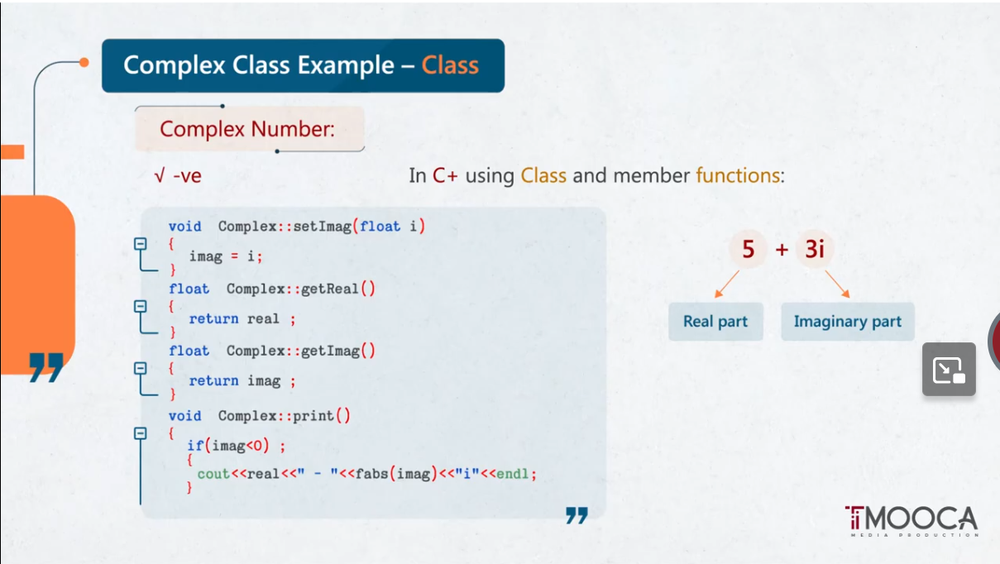 Complex Class Example – Class
Complex Number:
√ -ve
In C+ using Class and member functions:
void Complex::setImag(float i)
{
imag = i;
}
float Complex::getReal()
{
return real ;
}
float Complex::getImag()
{
return imag ;
}
void Complex::print()
{
if(imag<0) ;
{
cout<<real<<" - "<<fabs(imag)<<"i"<<endl;
}
5 + 3i
Real part
Imaginary part
TMOOCA
MEDIA PRODUCTION